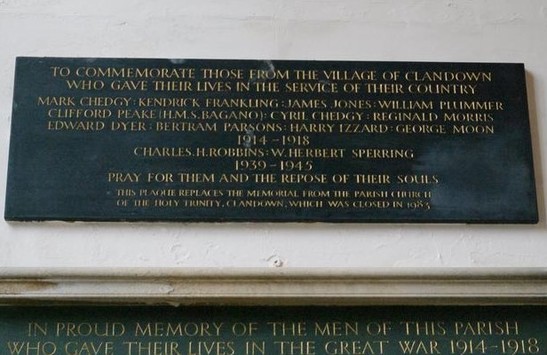 TO COMMEMORATE THOSE FROM THE VILLAGE OF CLANDOWN
WHO GAVE THEIR LIVES IN THE SERVICE OF THEIR COUNTRY
MARK CHEDGY : KENDRICK FRANKLING : JAMES JONES : WILLIAM PLUMMER
CLIFFORD PEAKE (H.M.S. BAGANO) : CYRIL CHEDGY : REGINALD MORRIS
EDWARD DYER : BERTRAM PARSONS : HARRY IZZARD : GEORGE MOON
1914 - 1918
CHARLES. H. ROBBINS : W. HERBERT SPERRING
1939 - 1945
PRAY FOR THEM AND THE REPOSE OF THEIR SOULS
THIS PLAQUE REPLACES THE MEMORIAL FROM THE PARISH CHURCH
OF THE HOLY TRINITY, CLANDOWN, WHICH WAS CLOSED IN
IN PROUD MEMORY OF THE MEN OF THIS PARISH
WHO GAVE THEIR LIVES IN THE GREAT WAR 1914-1918